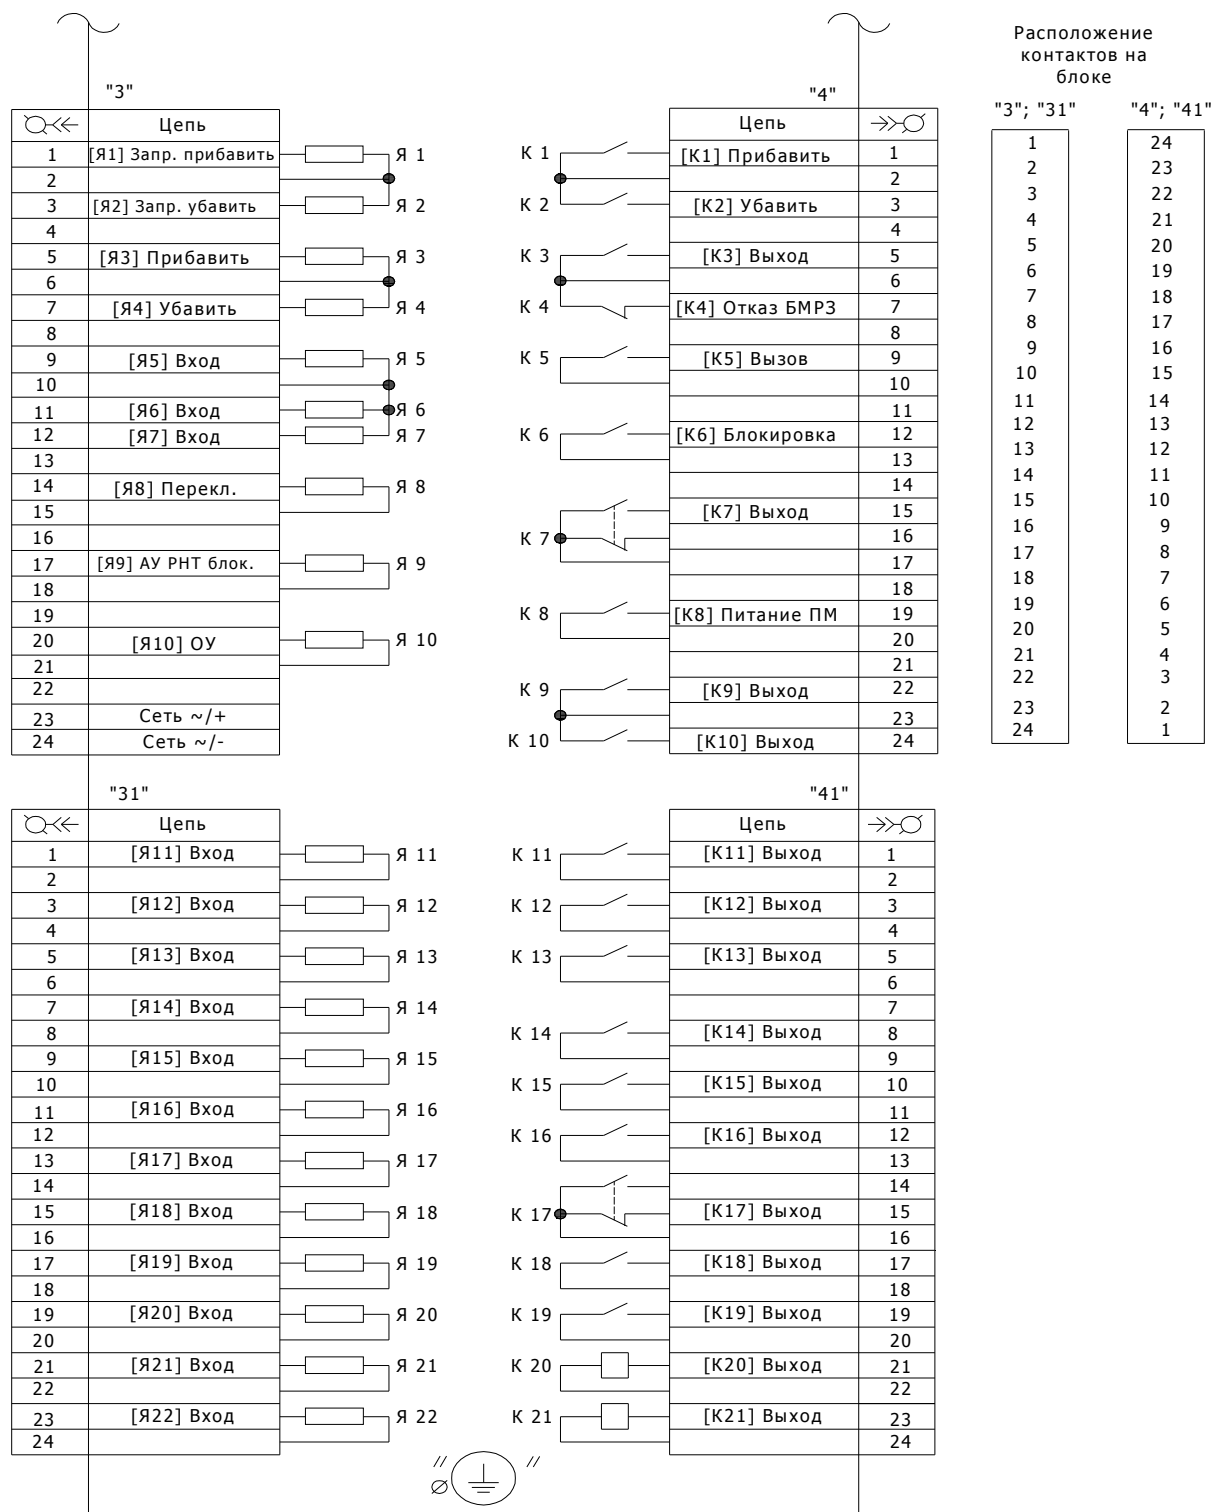 Расположение
контактов на
блоке
"3"
"4"
"3"; "31" "4"; "41"
Цепь Цепь
1 [Я1] Запр. прибавить Я 1 К 1 [К1] Прибавить 1 1 24
2 2 2 23
3 [Я2] Запр. убавить Я 2 К 2 [К2] Убавить 3 3 22
4 4 4 21
5 [Я3] Прибавить Я 3 К 3 [К3] Выход 5 5 20
6 6 6 19
7 [Я4] Убавить Я 4 К 4 [К4] Отказ БМРЗ 7 7 18
8 8 8 17
9 [Я5] Вход Я 5 К 5 [К5] Вызов 9 9 16
10 10 10 15
11 [Я6] Вход Я 6 11 11 14
12 [Я7] Вход Я 7 К 6 [К6] Блокировка 12 12 13
13 13 13 12
14 [Я8] Перекл. Я 8 14 14 11
15 [К7] Выход 15 15 10
16 К 7 16 16 9
17 [Я9] АУ РНТ блок. Я 9 17 17 8
18 18 18 7
19 К 8 [К8] Питание ПМ 19 19 6
20 [Я10] ОУ Я 10 20 20 5
21 21 21 4
22 К 9 [К9] Выход 22 22 3
23 Сеть ~/+ 23 23 2
24 Сеть ~/- К 10 [К10] Выход 24 24 1
"31" "41"
Цепь Цепь
1 [Я11] Вход Я 11 К 11 [К11] Выход 1
2 2
3 [Я12] Вход Я 12 К 12 [К12] Выход 3
4 4
5 [Я13] Вход Я 13 К 13 [К13] Выход 5
6 6
7 [Я14] Вход Я 14 7
8 К 14 [К14] Выход 8
9 [Я15] Вход Я 15 9
10 К 15 [К15] Выход 10
11 [Я16] Вход Я 16 11
12 К 16 [К16] Выход 12
13 [Я17] Вход Я 17 13
14 14
15 [Я18] Вход Я 18 К 17 [К17] Выход 15
16 16
17 [Я19] Вход Я 19 К 18 [К18] Выход 17
18 18
19 [Я20] Вход Я 20 К 19 [К19] Выход 19
20 20
21 [Я21] Вход Я 21 К 20 [К20] Выход 21
22 22
23 [Я22] Вход Я 22 К 21 [К21] Выход 23
24 24